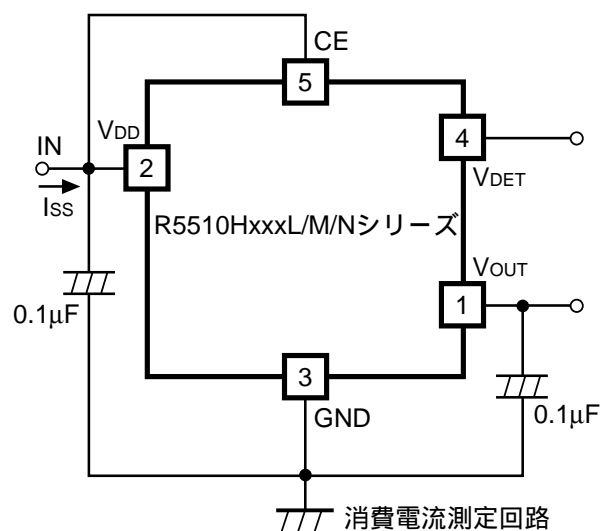 CE
5
IN
VDD
4
2
VDET
ISS
R5510HxxxL/M/Nシリーズ
VOUT
1
0.1μF
3
GND
0.1μF
消費電流測定回路